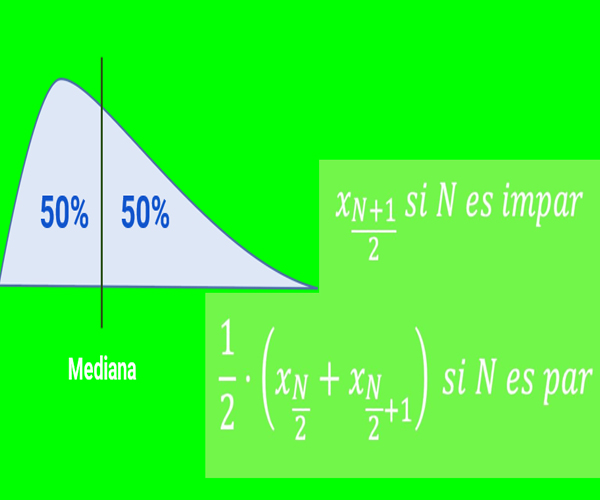 50% 50%
Mediana
x_{\frac{N+1}{2}} si N es impar
\frac{1}{2} \cdot \left( x_{\frac{N}{2}} + x_{\frac{N}{2}+1} \right) si N es par